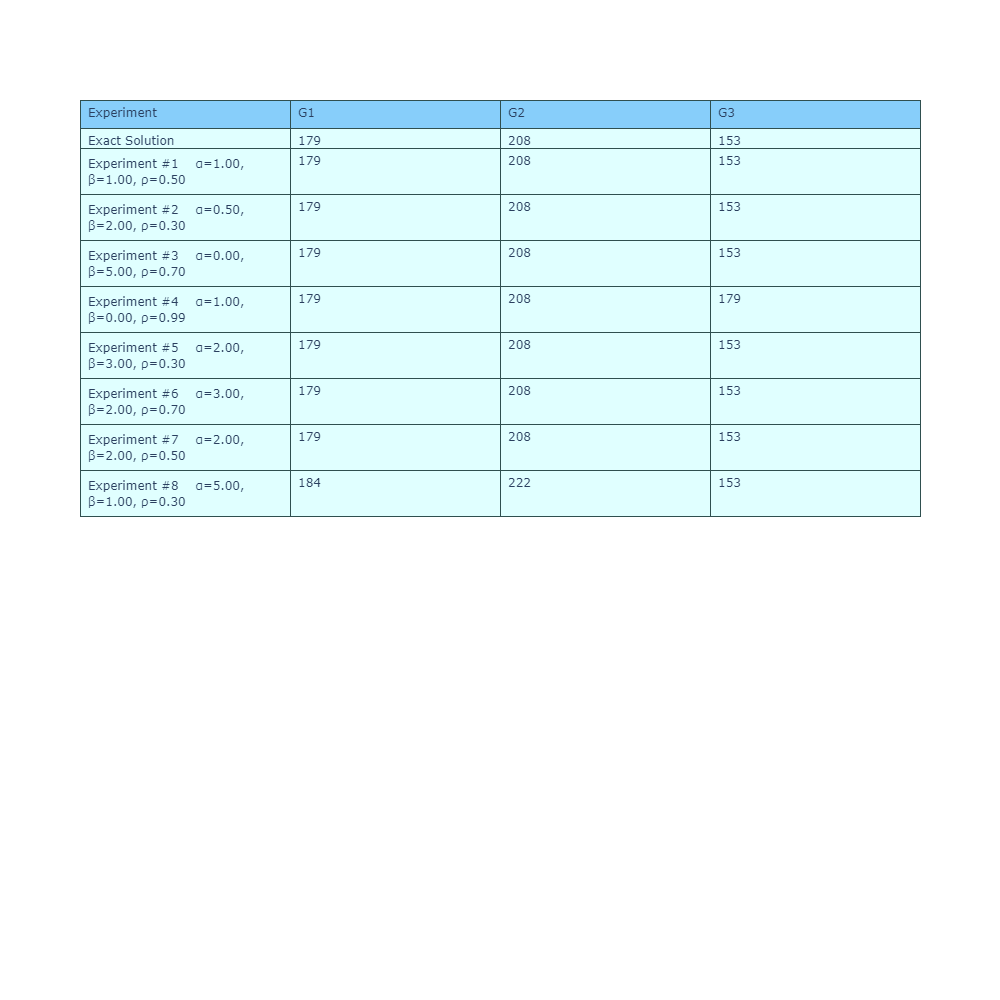 Experiment G1 G2 G3
Exact Solution 179 208 153
Experiment #1 α=1.00, 179 208 153
β=1.00, ρ=0.50
Experiment #2 α=0.50, 179 208 153
β=2.00, ρ=0.30
Experiment #3 α=0.00, 179 208 153
β=5.00, ρ=0.70
Experiment #4 α=1.00, 179 208 179
β=0.00, ρ=0.99
Experiment #5 α=2.00, 179 208 153
β=3.00, ρ=0.30
Experiment #6 α=3.00, 179 208 153
β=2.00, ρ=0.70
Experiment #7 α=2.00, 179 208 153
β=2.00, ρ=0.50
Experiment #8 α=5.00, 184 222 153
β=1.00, ρ=0.30